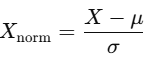 X_norm = (X − μ) / σ